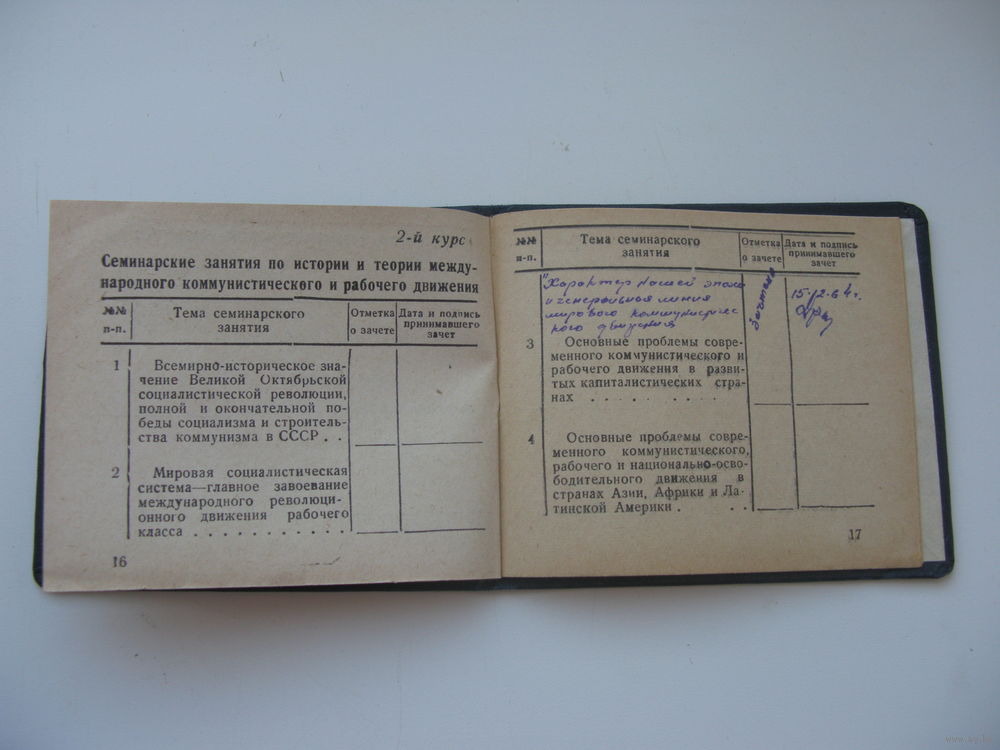 2-й курс
Семинарские занятия по истории и теории между-
народного коммунистического и рабочего движения
№№ п-п.
Тема семинарского занятия
Отметка о зачете
Дата и подпись принимавшего зачет
1
Всемирно-историческое зна-
чение Великой Октябрьской
социалистической революции,
полной и окончательной по-
беды социализма и строитель-
ства коммунизма в СССР . .
2
Мировая социалистическая
система—главное завоевание
международного революци-
онного движения рабочего
класса . . . . . . . . . . .
16
№№ п-п.
Тема семинарского занятия
Отметка о зачете
Дата и подпись принимавшего зачет
"Характер нашей эпохи
и генеральная линия
мирового коммунистичес
кого движения
зачтено
15.12.64г.
3
Основные проблемы совре-
менного коммунистического и
рабочего движения в разви-
тых капиталистических стра-
нах . . . . . . . . .
4
Основные проблемы совре-
менного коммунистического,
рабочего и национально-осво-
бодительного движения в
странах Азии, Африки и Ла-
тинской Америки . . .
17